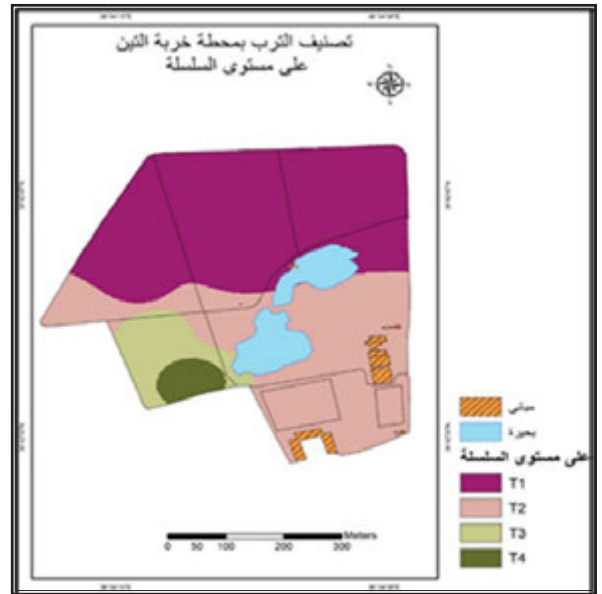 تصنيف الترب بمحطة خربة التين
على مستوى السلسلة
مباني
بحيرة
على مستوى السلسلة
T1
T2
T3
T4
Meters
0 50 100 200 300